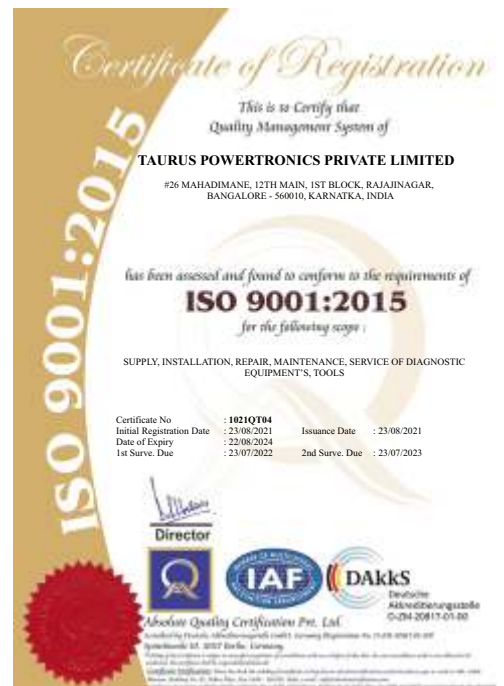 Certificate of Registration
This is to Certify that
Quality Management System of
TAURUS POWERTRONICS PRIVATE LIMITED
#26 MAHADIMANE, 12TH MAIN, 1ST BLOCK, RAJAJINAGAR,
BANGALORE - 560010, KARNATKA, INDIA
ISO 9001:2015
has been assessed and found to conform to the requirements of
ISO 9001:2015
for the following scope :
SUPPLY, INSTALLATION, REPAIR, MAINTENANCE, SERVICE OF DIAGNOSTIC
EQUIPMENT'S, TOOLS
Certificate No : 1021QT04
Initial Registration Date : 23/08/2021 Issuance Date : 23/08/2021
Date of Expiry : 22/08/2024
1st Surve. Due : 23/07/2022 2nd Surve. Due : 23/07/2023
Director
IAF
DAkkS
Deutsche
Akkreditierungsstelle
D-ZM-20817-01-00
Absolute Quality Certification Pvt. Ltd.